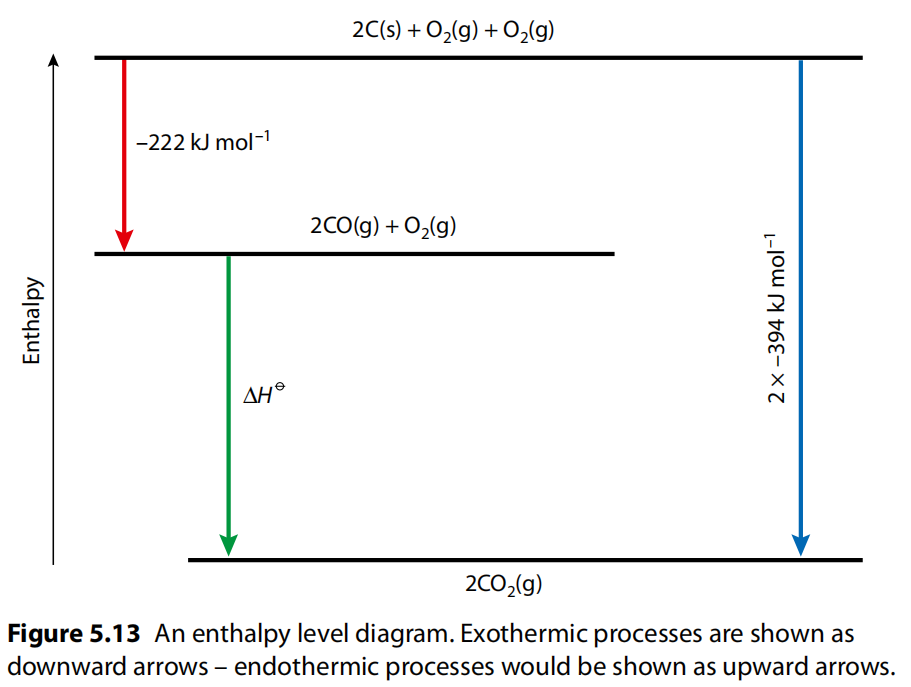 2C(s) + O₂(g) + O₂(g)
–222 kJ mol⁻¹
2CO(g) + O₂(g)
Enthalpy
ΔH⦵
2 × –394 kJ mol⁻¹
2CO₂(g)
Figure 5.13 An enthalpy level diagram. Exothermic processes are shown as
downward arrows – endothermic processes would be shown as upward arrows.